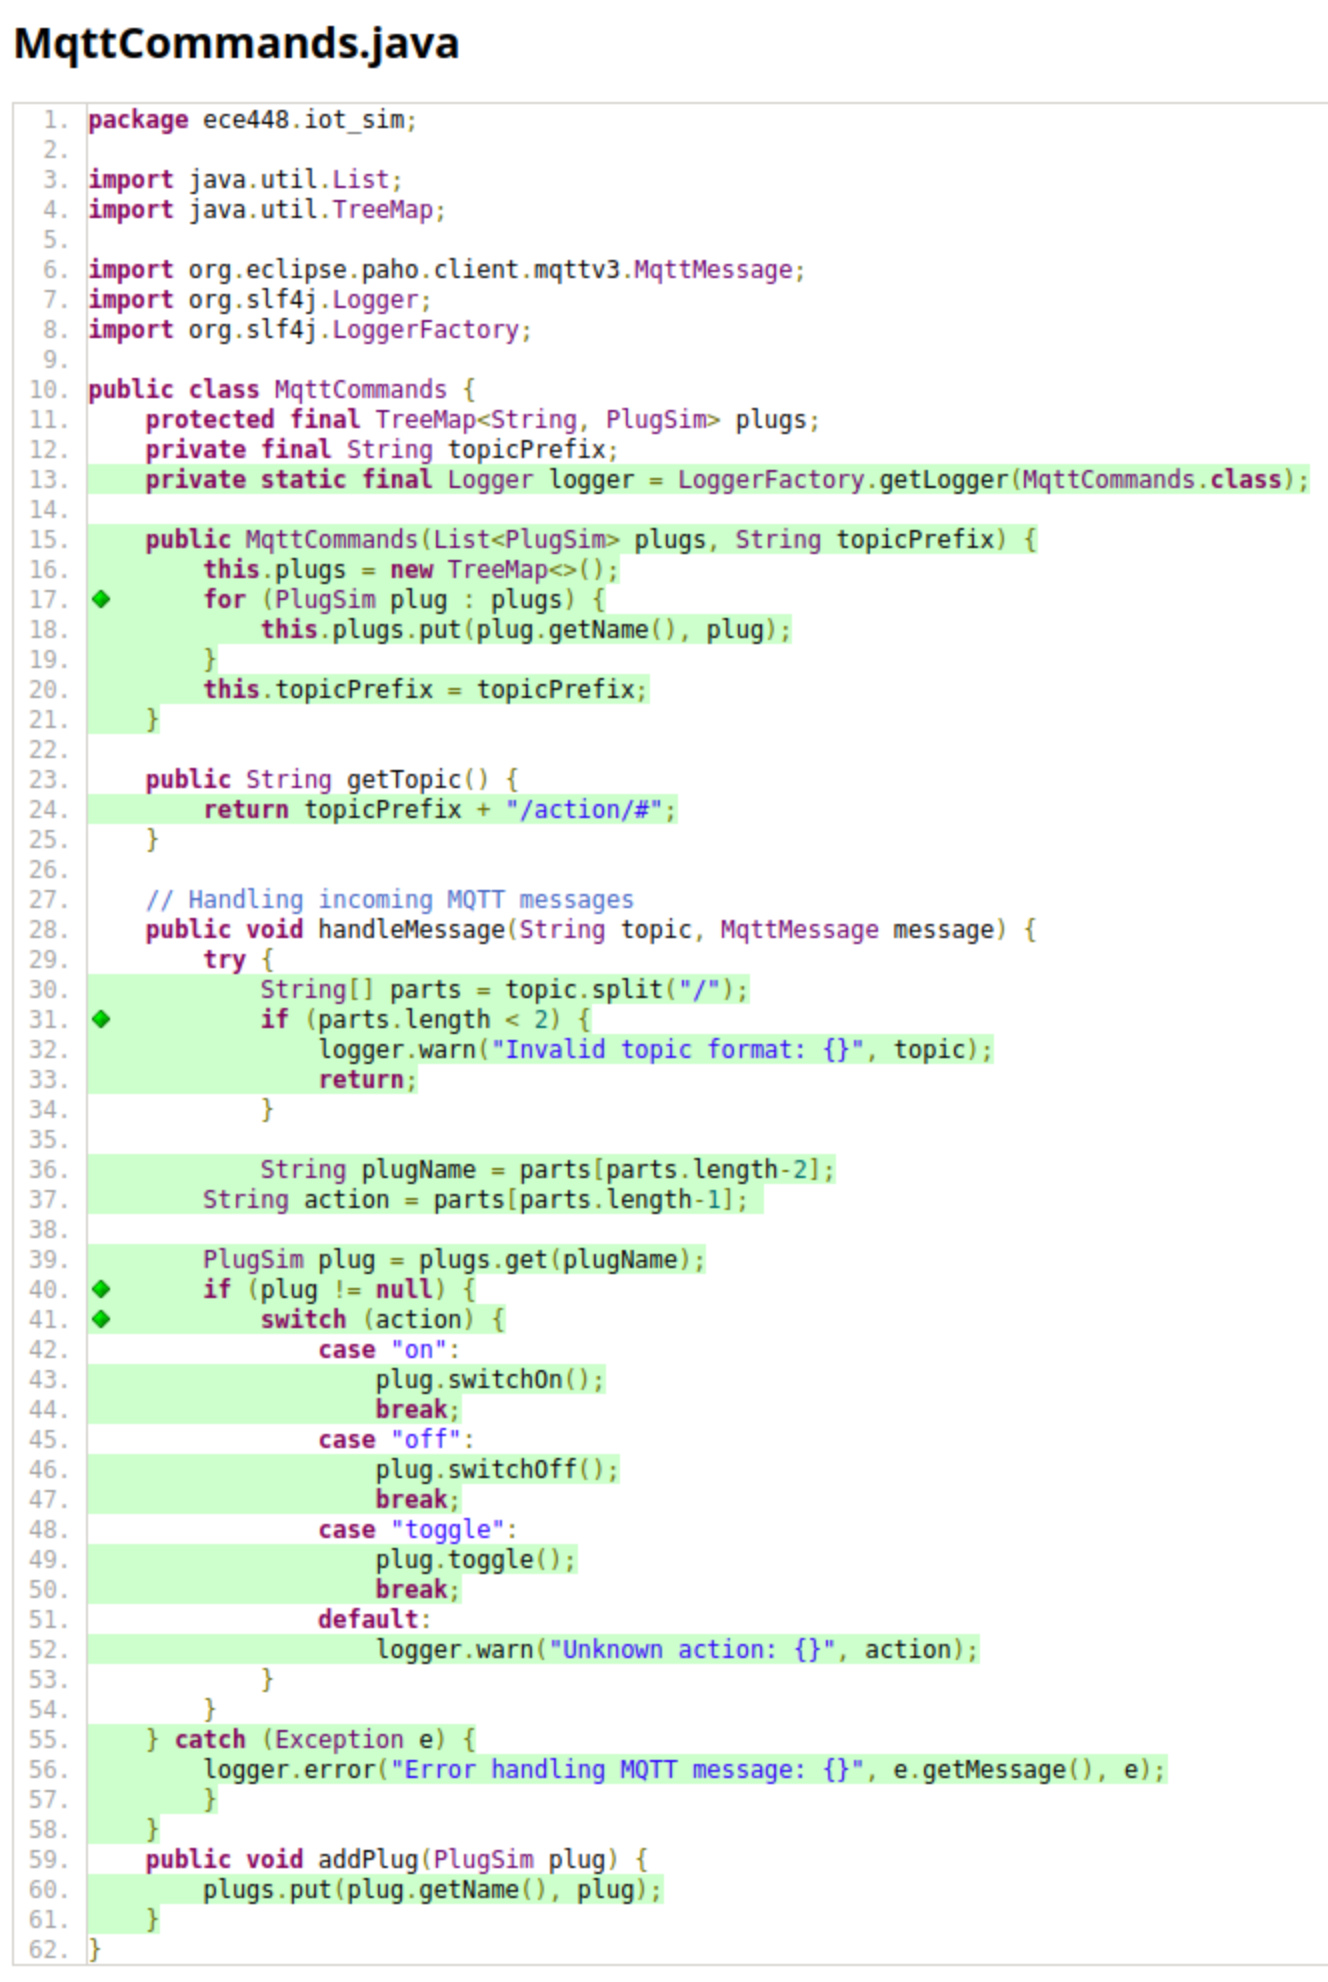 MqttCommands.java
1. package ece448.iot_sim;
2.
3. import java.util.List;
4. import java.util.TreeMap;
5.
6. import org.eclipse.paho.client.mqttv3.MqttMessage;
7. import org.slf4j.Logger;
8. import org.slf4j.LoggerFactory;
9.
10. public class MqttCommands {
11.     protected final TreeMap<String, PlugSim> plugs;
12.     private final String topicPrefix;
13.     private static final Logger logger = LoggerFactory.getLogger(MqttCommands.class);
14.
15.     public MqttCommands(List<PlugSim> plugs, String topicPrefix) {
16.         this.plugs = new TreeMap<>();
17.         for (PlugSim plug : plugs) {
18.             this.plugs.put(plug.getName(), plug);
19.         }
20.         this.topicPrefix = topicPrefix;
21.     }
22.
23.     public String getTopic() {
24.         return topicPrefix + "/action/#";
25.     }
26.
27.     // Handling incoming MQTT messages
28.     public void handleMessage(String topic, MqttMessage message) {
29.         try {
30.             String[] parts = topic.split("/");
31.             if (parts.length < 2) {
32.                 logger.warn("Invalid topic format: {}", topic);
33.                 return;
34.             }
35.
36.             String plugName = parts[parts.length-2];
37.         String action = parts[parts.length-1];
38.
39.         PlugSim plug = plugs.get(plugName);
40.         if (plug != null) {
41.             switch (action) {
42.                 case "on":
43.                     plug.switchOn();
44.                     break;
45.                 case "off":
46.                     plug.switchOff();
47.                     break;
48.                 case "toggle":
49.                     plug.toggle();
50.                     break;
51.                 default:
52.                     logger.warn("Unknown action: {}", action);
53.             }
54.         }
55.     } catch (Exception e) {
56.         logger.error("Error handling MQTT message: {}", e.getMessage(), e);
57.         }
58.     }
59.     public void addPlug(PlugSim plug) {
60.         plugs.put(plug.getName(), plug);
61.     }
62. }